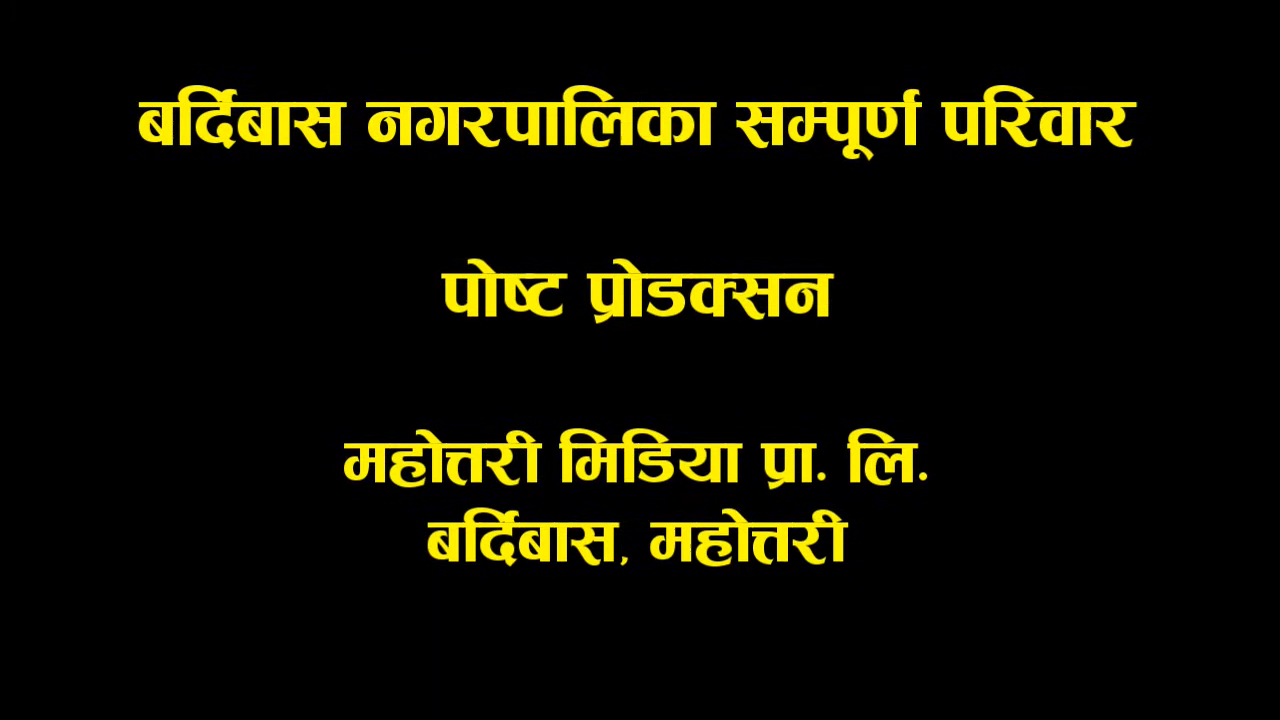 बर्दिबास नगरपालिका सम्पूर्ण परिवार
पोष्ट प्रोडक्सन
महोत्तरी मिडिया प्रा. लि.
बर्दिबास, महोत्तरी